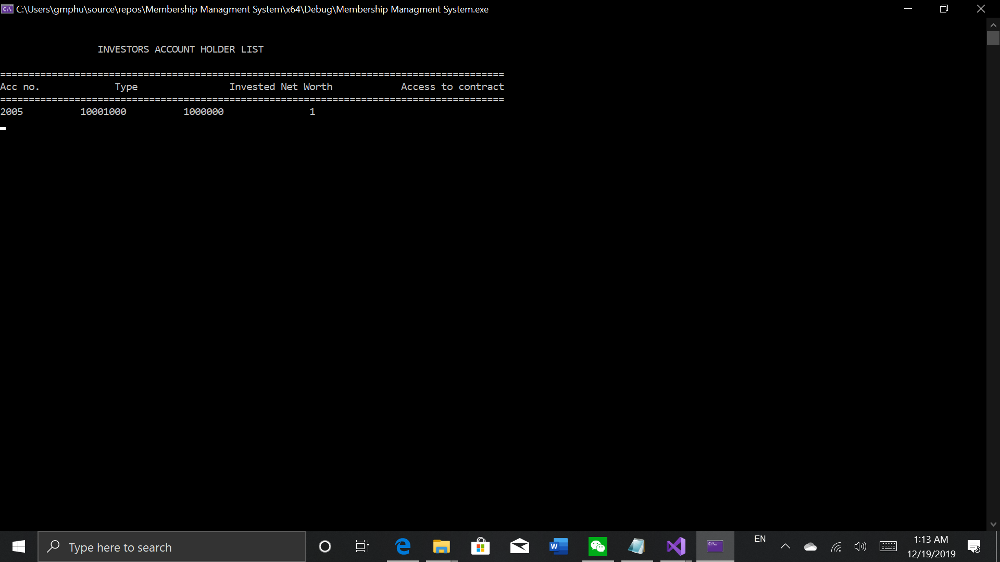 C:\Users\gmphu\source\repos\Membership Managment System\x64\Debug\Membership Managment System.exe
INVESTORS ACCOUNT HOLDER LIST
========================================================================================
Acc no. Type Invested Net Worth Access to contract
========================================================================================
2005 10001000 1000000 1
Type here to search
EN
1:13 AM
12/19/2019